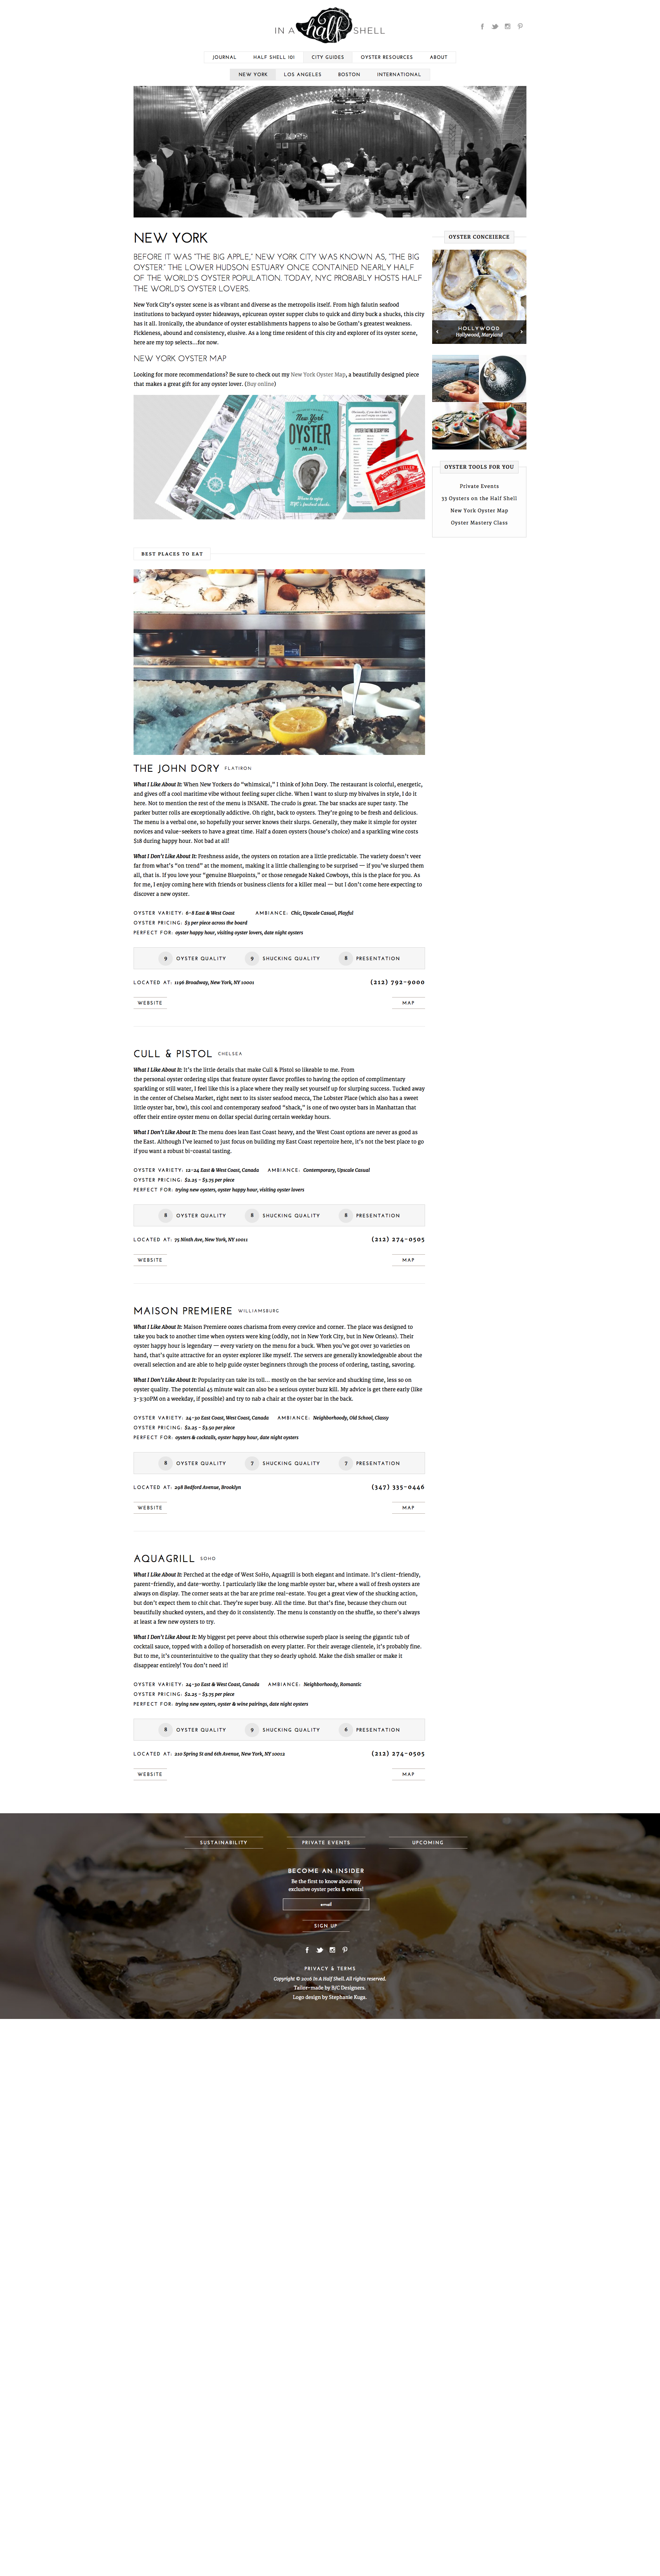 IN A half SHELL
JOURNAL HALF SHELL 101 CITY GUIDES OYSTER RESOURCES ABOUT
NEW YORK LOS ANGELES BOSTON INTERNATIONAL
NEW YORK
BEFORE IT WAS "THE BIG APPLE," NEW YORK CITY WAS KNOWN AS, "THE BIG
OYSTER." THE LOWER HUDSON ESTUARY ONCE CONTAINED NEARLY HALF
OF THE WORLD'S OYSTER POPULATION. TODAY, NYC PROBABLY HOSTS HALF
THE WORLD'S OYSTER LOVERS.
New York City's oyster scene is as vibrant and diverse as the metropolis itself. From high falutin seafood
institutions to backyard oyster hideaways, epicurean oyster supper clubs to quick and dirty buck a shucks, this city
has it all. Ironically, the abundance of oyster establishments happens to also be Gotham's greatest weakness.
Fickleness, abound and consistency, elusive. As a long time resident of this city and explorer of its oyster scene,
here are my top selects...for now.
NEW YORK OYSTER MAP
Looking for more recommendations? Be sure to check out my New York Oyster Map, a beautifully designed piece
that makes a great gift for any oyster lover. (Buy online)
New York
OYSTER
MAP
OYSTER CONCEIERCE
HOLLYWOOD
Hollywood, Maryland
OYSTER TOOLS FOR YOU
Private Events
33 Oysters on the Half Shell
New York Oyster Map
Oyster Mastery Class
BEST PLACES TO EAT
THE JOHN DORY FLATIRON
What I Like About It: When New Yorkers do "whimsical," I think of John Dory. The restaurant is colorful, energetic,
and gives off a cool maritime vibe without feeling super cliche. When I want to slurp my bivalves in style, I do it
here. Not to mention the rest of the menu is INSANE. The crudo is great. The bar snacks are super tasty. The
parker butter rolls are exceptionally addictive. Oh right, back to oysters. They're going to be fresh and delicious.
The menu is a verbal one, so hopefully your server knows their slurps. Generally, they make it simple for oyster
novices and value-seekers to have a great time. Half a dozen oysters (house's choice) and a sparkling wine costs
$18 during happy hour. Not bad at all!
What I Don't Like About It: Freshness aside, the oysters on rotation are a little predictable. The variety doesn't veer
far from what's "on trend" at the moment, making it a little challenging to be surprised — if you've slurped them
all, that is. If you love your "genuine Bluepoints," or those renegade Naked Cowboys, this is the place for you. As
for me, I enjoy coming here with friends or business clients for a killer meal — but I don't come here expecting to
discover a new oyster.
OYSTER VARIETY: 6-8 East & West Coast AMBIANCE: Chic, Upscale Casual, Playful
OYSTER PRICING: $3 per piece across the board
PERFECT FOR: oyster happy hour, visiting oyster lovers, date night oysters
9 OYSTER QUALITY 9 SHUCKING QUALITY 8 PRESENTATION
LOCATED AT: 1196 Broadway, New York, NY 10001 (212) 792-9000
WEBSITE MAP
CULL & PISTOL CHELSEA
What I Like About It: It's the little details that make Cull & Pistol so likeable to me. From
the personal oyster ordering slips that feature oyster flavor profiles to having the option of complimentary
sparkling or still water, I feel like this is a place where they really set yourself up for slurping success. Tucked away
in the center of Chelsea Market, right next to its sister seafood mecca, The Lobster Place (which also has a sweet
little oyster bar, btw), this cool and contemporary seafood "shack," is one of two oyster bars in Manhattan that
offer their entire oyster menu on dollar special during certain weekday hours.
What I Don't Like About It: The menu does lean East Coast heavy, and the West Coast options are never as good as
the East. Although I've learned to just focus on building my East Coast repertoire here, it's not the best place to go
if you want a robust bi-coastal tasting.
OYSTER VARIETY: 12-24 East & West Coast, Canada AMBIANCE: Contemporary, Upscale Casual
OYSTER PRICING: $2.25 - $3.75 per piece
PERFECT FOR: trying new oysters, oyster happy hour, visiting oyster lovers
8 OYSTER QUALITY 8 SHUCKING QUALITY 8 PRESENTATION
LOCATED AT: 75 Ninth Ave, New York, NY 10011 (212) 274-0505
WEBSITE MAP
MAISON PREMIERE WILLIAMSBURG
What I Like About It: Maison Premiere oozes charisma from every crevice and corner. The place was designed to
take you back to another time when oysters were king (oddly, not in New York City, but in New Orleans). Their
oyster happy hour is legendary — every variety on the menu for a buck. When you've got over 30 varieties on
hand, that's quite attractive for an oyster explorer like myself. The servers are generally knowledgeable about the
overall selection and are able to help guide oyster beginners through the process of ordering, tasting, savoring.
What I Don't Like About It: Popularity can take its toll... mostly on the bar service and shucking time, less so on
oyster quality. The potential 45 minute wait can also be a serious oyster buzz kill. My advice is get there early (like
3-3:30PM on a weekday, if possible) and try to nab a chair at the oyster bar in the back.
OYSTER VARIETY: 24-30 East Coast, West Coast, Canada AMBIANCE: Neighborhoody, Old School, Classy
OYSTER PRICING: $2.25 - $3.50 per piece
PERFECT FOR: oysters & cocktails, oyster happy hour, date night oysters
8 OYSTER QUALITY 7 SHUCKING QUALITY 7 PRESENTATION
LOCATED AT: 298 Bedford Avenue, Brooklyn (347) 335-0446
WEBSITE MAP
AQUAGRILL SOHO
What I Like About It: Perched at the edge of West SoHo, Aquagrill is both elegant and intimate. It's client-friendly,
parent-friendly, and date-worthy. I particularly like the long marble oyster bar, where a wall of fresh oysters are
always on display. The corner seats at the bar are prime real-estate. You get a great view of the shucking action,
but don't expect them to chit chat. They're super busy. All the time. But that's fine, because they churn out
beautifully shucked oysters, and they do it consistently. The menu is constantly on the shuffle, so there's always
at least a few new oysters to try.
What I Don't Like About It: My biggest pet peeve about this otherwise superb place is seeing the gigantic tub of
cocktail sauce, topped with a dollop of horseradish on every platter. For their average clientele, it's probably fine.
But to me, it's counterintuitive to the quality that they so dearly uphold. Make the dish smaller or make it
disappear entirely! You don't need it!
OYSTER VARIETY: 24-30 East & West Coast, Canada AMBIANCE: Neighborhoody, Romantic
OYSTER PRICING: $2.25 - $3.75 per piece
PERFECT FOR: trying new oysters, oyster & wine pairings, date night oysters
8 OYSTER QUALITY 9 SHUCKING QUALITY 6 PRESENTATION
LOCATED AT: 210 Spring St and 6th Avenue, New York, NY 10012 (212) 274-0505
WEBSITE MAP
SUSTAINABILITY PRIVATE EVENTS UPCOMING
BECOME AN INSIDER
Be the first to know about my
exclusive oyster perks & events!
email
SIGN UP
PRIVACY & TERMS
Copyright © 2016 In A Half Shell. All rights reserved.
Tailor-made by B/C Designers.
Logo design by Stephanie Kuga.